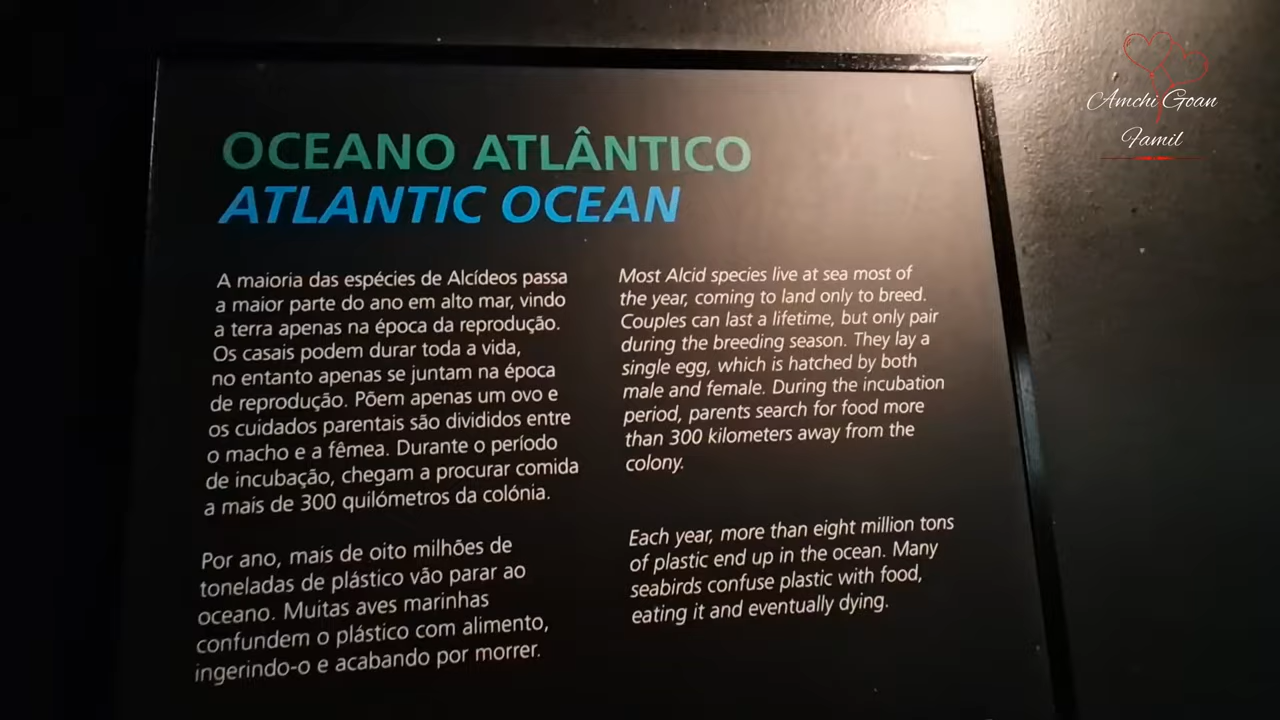 OCEANO ATLÂNTICO
ATLANTIC OCEAN
A maioria das espécies de Alcídeos passa
a maior parte do ano em alto mar, vindo
a terra apenas na época da reprodução.
Os casais podem durar toda a vida,
no entanto apenas se juntam na época
de reprodução. Põem apenas um ovo e
os cuidados parentais são divididos entre
o macho e a fêmea. Durante o período
de incubação, chegam a procurar comida
a mais de 300 quilómetros da colónia.
Por ano, mais de oito milhões de
toneladas de plástico vão parar ao
oceano. Muitas aves marinhas
confundem o plástico com alimento,
ingerindo-o e acabando por morrer.
Most Alcid species live at sea most of
the year, coming to land only to breed.
Couples can last a lifetime, but only pair
during the breeding season. They lay a
single egg, which is hatched by both
male and female. During the incubation
period, parents search for food more
than 300 kilometers away from the
colony.
Each year, more than eight million tons
of plastic end up in the ocean. Many
seabirds confuse plastic with food,
eating it and eventually dying.
Amchi Goan
Famil